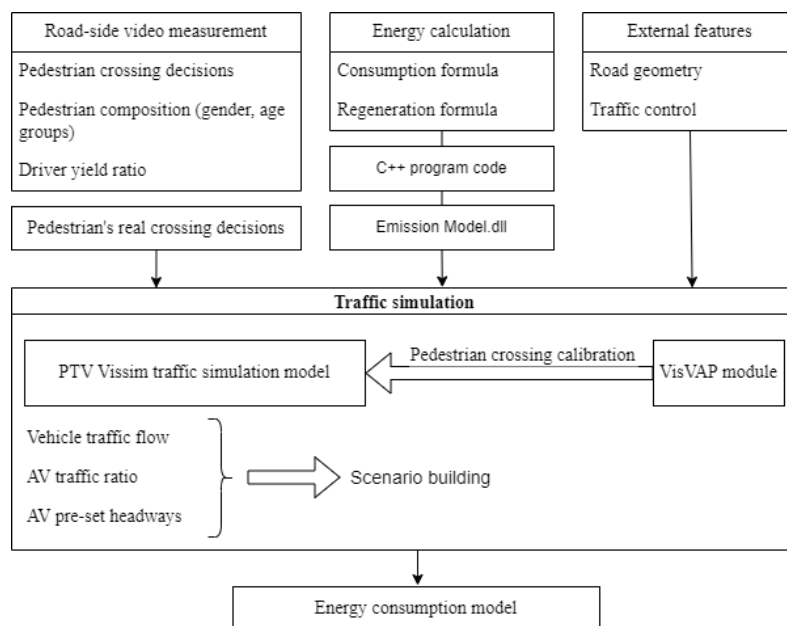 Road-side video measurement
Pedestrian crossing decisions
Pedestrian composition (gender, age
groups)
Driver yield ratio
Pedestrian's real crossing decisions
Energy calculation
Consumption formula
Regeneration formula
C++ program code
Emission Model.dll
External features
Road geometry
Traffic control
Traffic simulation
PTV Vissim traffic simulation model
Pedestrian crossing calibration
VisVAP module
Vehicle traffic flow
AV traffic ratio
AV pre-set headways
Scenario building
Energy consumption model